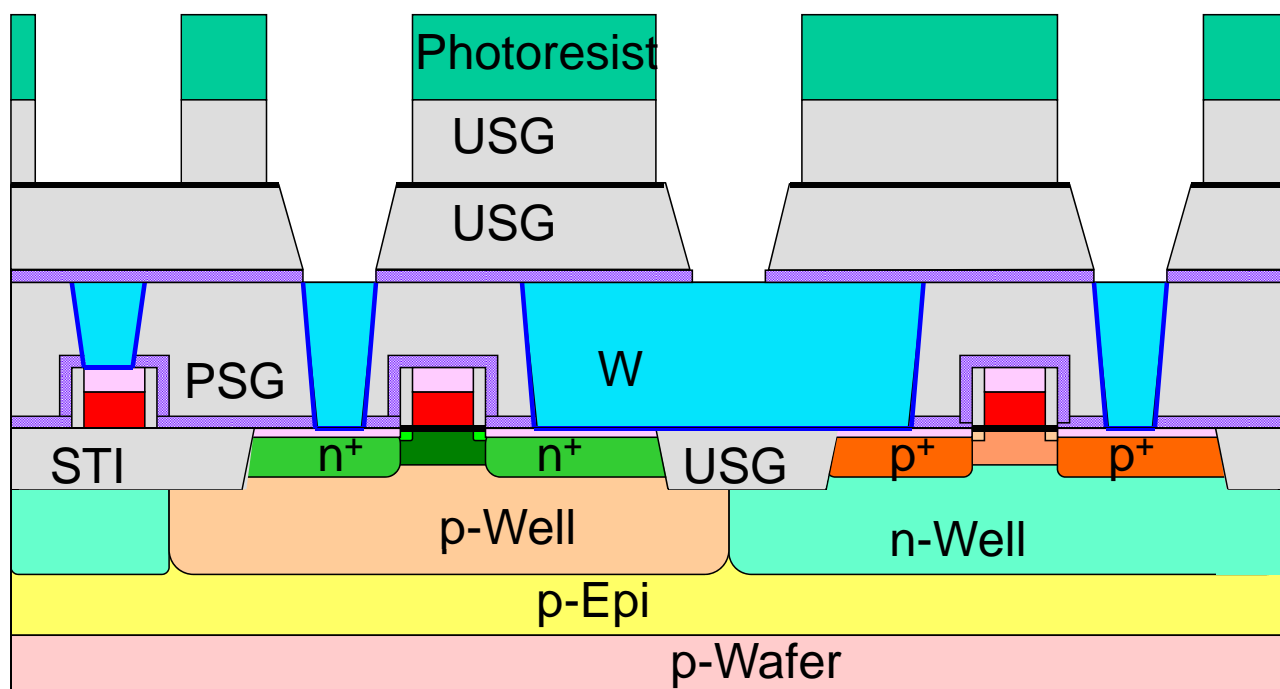 Photoresist
USG
USG
W
PSG
n⁺
n⁺
p⁺
p⁺
STI
USG
p-Well
n-Well
p-Epi
p-Wafer